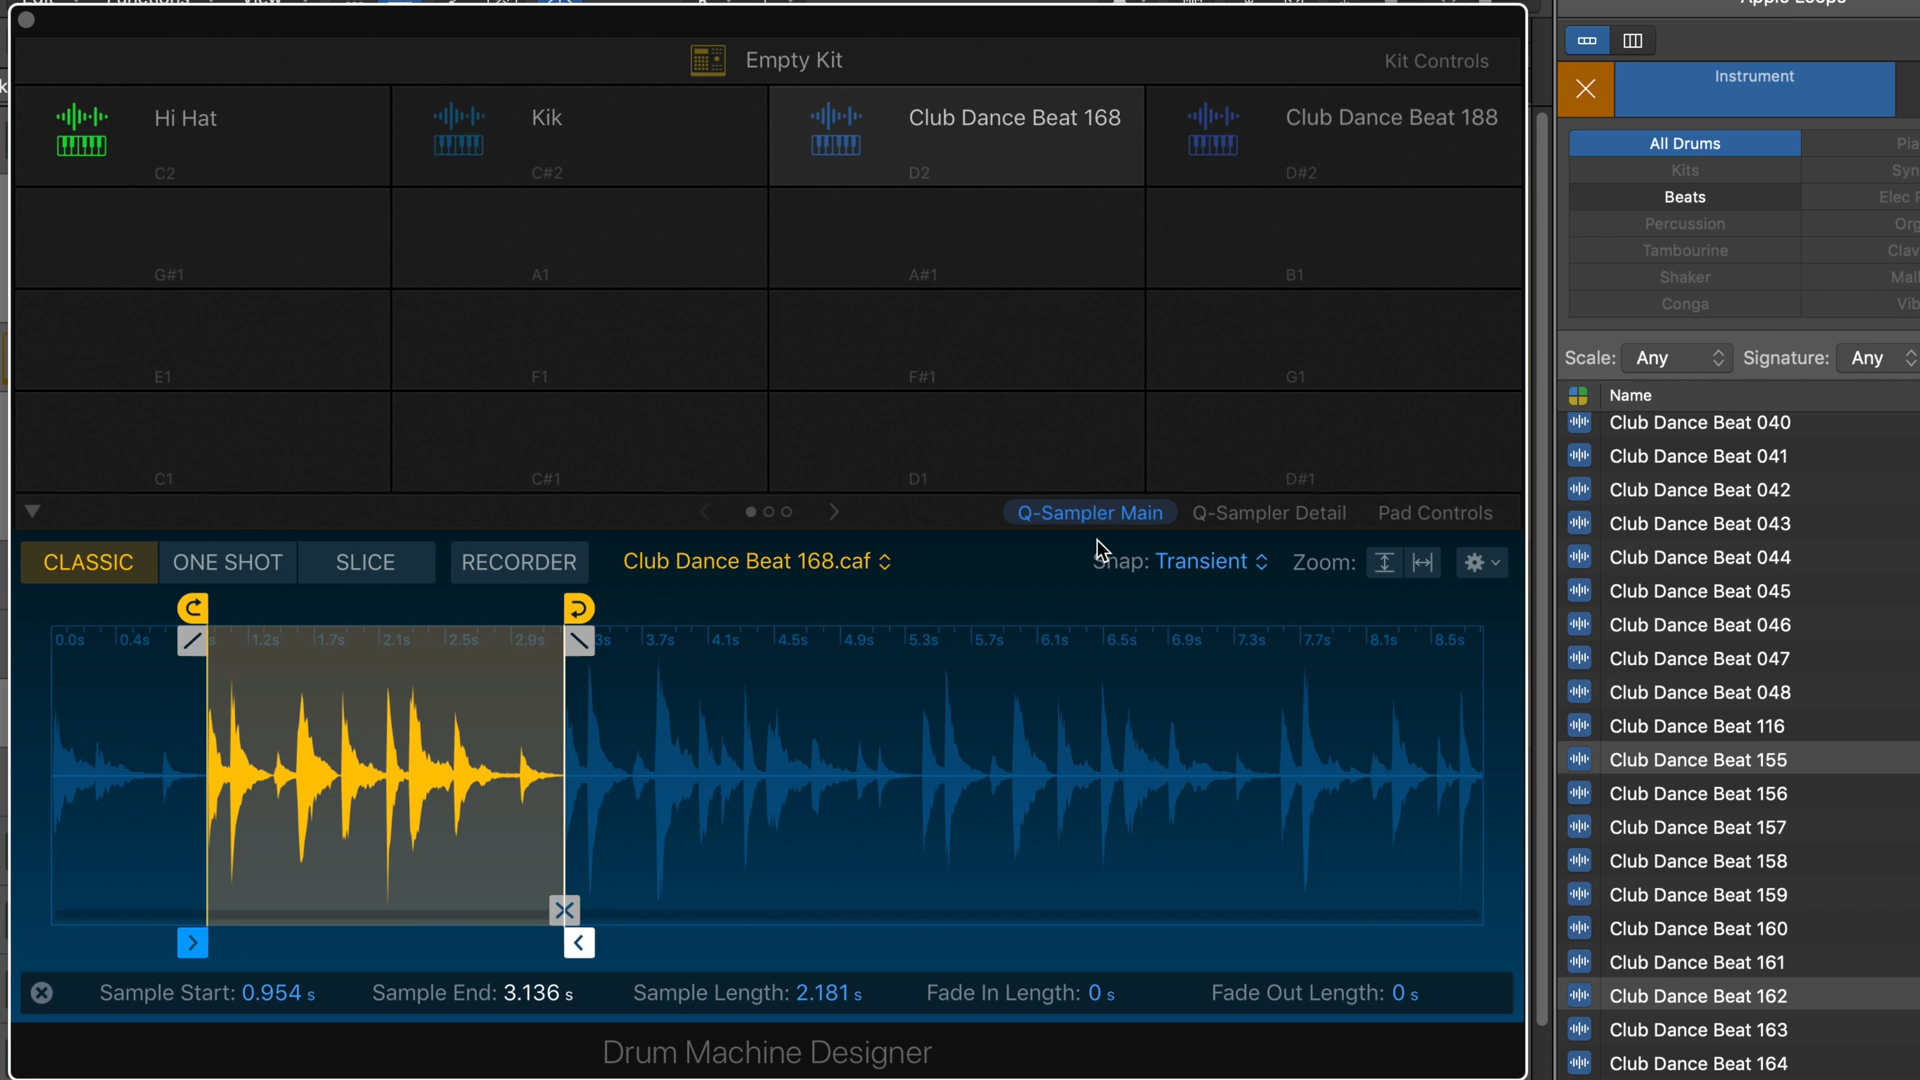 Apple Loops
Empty Kit
Kit Controls
Instrument
Hi Hat
C2
Kik
C#2
Club Dance Beat 168
D2
Club Dance Beat 188
D#2
All Drums
Kits
Beats
Percussion
Tambourine
Shaker
Conga
G#1
A1
A#1
B1
E1
F1
F#1
G1
C1
C#1
D1
D#1
Scale: Any
Signature: Any
Name
Q-Sampler Main
Q-Sampler Detail
Pad Controls
CLASSIC
ONE SHOT
SLICE
RECORDER
Club Dance Beat 168.caf
Snap: Transient
Zoom:
0.0s 0.4s 1.2s 1.7s 2.1s 2.5s 2.9s 3s 3.7s 4.1s 4.5s 4.9s 5.3s 5.7s 6.1s 6.5s 6.9s 7.3s 7.7s 8.1s 8.5s
Sample Start: 0.954 s
Sample End: 3.136 s
Sample Length: 2.181 s
Fade In Length: 0 s
Fade Out Length: 0 s
Drum Machine Designer
Club Dance Beat 040
Club Dance Beat 041
Club Dance Beat 042
Club Dance Beat 043
Club Dance Beat 044
Club Dance Beat 045
Club Dance Beat 046
Club Dance Beat 047
Club Dance Beat 048
Club Dance Beat 116
Club Dance Beat 155
Club Dance Beat 156
Club Dance Beat 157
Club Dance Beat 158
Club Dance Beat 159
Club Dance Beat 160
Club Dance Beat 161
Club Dance Beat 162
Club Dance Beat 163
Club Dance Beat 164